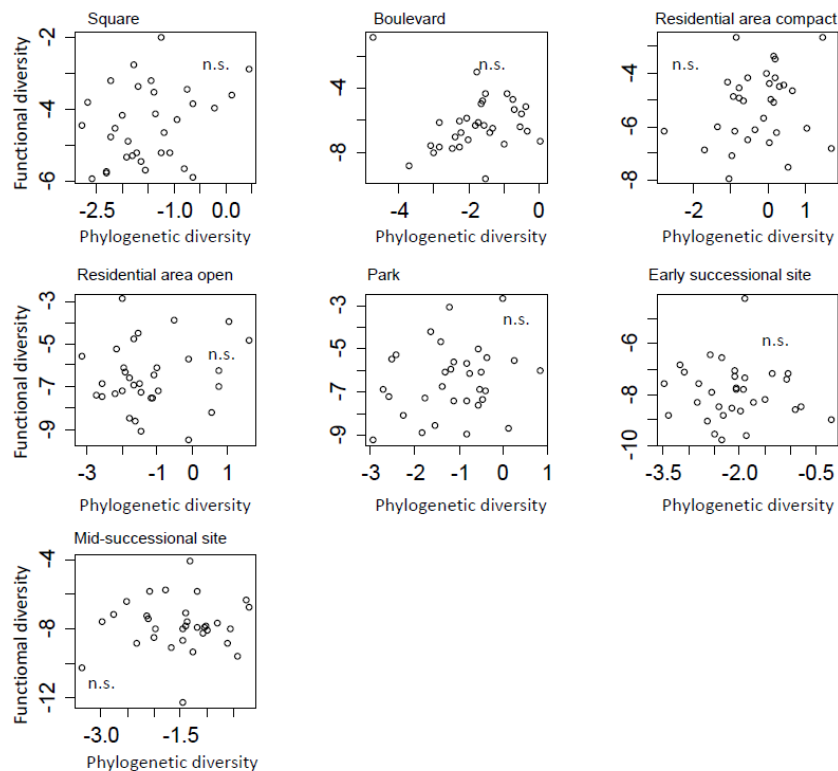 Square
Boulevard
Residential area compact
Functional diversity
-2
-4
-6
n.s.
-2.5
-1.0
0.0
Phylogenetic diversity
-4
-8
n.s.
-4
-2
0
Phylogenetic diversity
-4
-6
-8
n.s.
-2
0
1
Phylogenetic diversity
Residential area open
Park
Early successional site
Functional diversity
-3
-5
-7
-9
n.s.
-3
-1
0
1
Phylogenetic diversity
-3
-5
-7
-9
n.s.
-3
-2
-1
0
Phylogenetic diversity
-6
-8
-10
n.s.
-3.5
-2.0
-0.5
Phylogenetic diversity
Mid-successional site
Functiomal diversity
-4
-8
-12
n.s.
-3.0
-1.5
Phylogenetic diversity